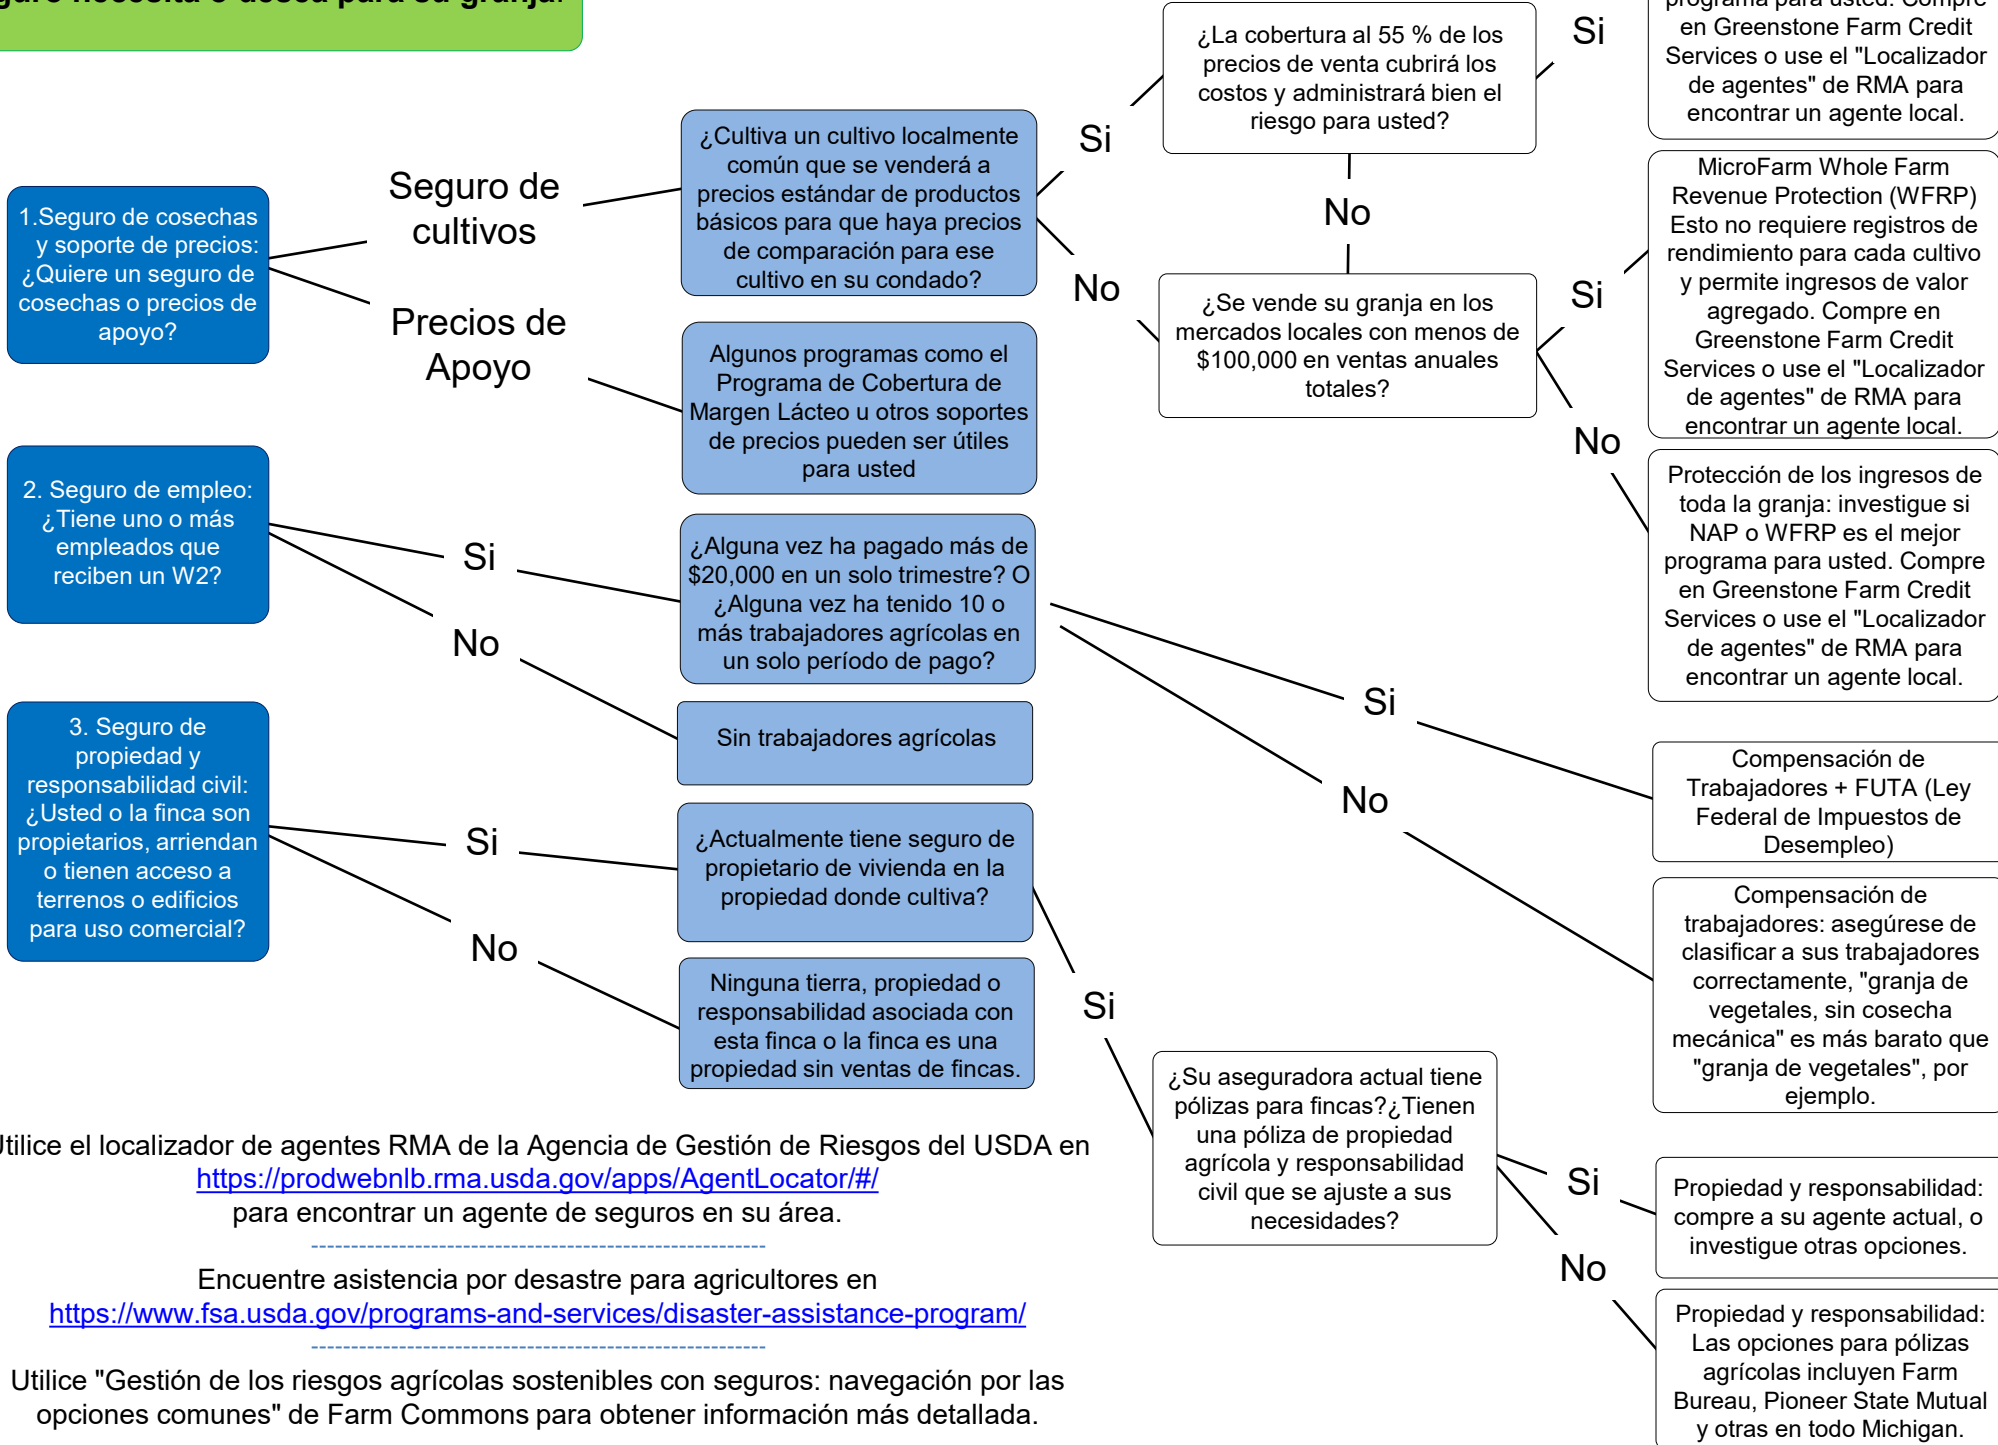 seguro necesita o desea para su granja.
1.Seguro de cosechas
y soporte de precios:
¿Quiere un seguro de
cosechas o precios de
apoyo?
Seguro de
cultivos
Precios de
Apoyo
¿Cultiva un cultivo localmente
común que se venderá a
precios estándar de productos
básicos para que haya precios
de comparación para ese
cultivo en su condado?
Algunos programas como el
Programa de Cobertura de
Margen Lácteo u otros soportes
de precios pueden ser útiles
para usted
Si
No
¿La cobertura al 55 % de los
precios de venta cubrirá los
costos y administrará bien el
riesgo para usted?
No
¿Se vende su granja en los
mercados locales con menos de
$100,000 en ventas anuales
totales?
Si
Si
No
programa para usted. Compre
en Greenstone Farm Credit
Services o use el "Localizador
de agentes" de RMA para
encontrar un agente local.
MicroFarm Whole Farm
Revenue Protection (WFRP)
Esto no requiere registros de
rendimiento para cada cultivo
y permite ingresos de valor
agregado. Compre en
Greenstone Farm Credit
Services o use el "Localizador
de agentes" de RMA para
encontrar un agente local.
Protección de los ingresos de
toda la granja: investigue si
NAP o WFRP es el mejor
programa para usted. Compre
en Greenstone Farm Credit
Services o use el "Localizador
de agentes" de RMA para
encontrar un agente local.
2. Seguro de empleo:
¿Tiene uno o más
empleados que
reciben un W2?
Si
No
¿Alguna vez ha pagado más de
$20,000 en un solo trimestre? O
¿Alguna vez ha tenido 10 o
más trabajadores agrícolas en
un solo período de pago?
Sin trabajadores agrícolas
Si
No
Compensación de
Trabajadores + FUTA (Ley
Federal de Impuestos de
Desempleo)
Compensación de
trabajadores: asegúrese de
clasificar a sus trabajadores
correctamente, "granja de
vegetales, sin cosecha
mecánica" es más barato que
"granja de vegetales", por
ejemplo.
3. Seguro de
propiedad y
responsabilidad civil:
¿Usted o la finca son
propietarios, arriendan
o tienen acceso a
terrenos o edificios
para uso comercial?
Si
No
¿Actualmente tiene seguro de
propietario de vivienda en la
propiedad donde cultiva?
Ninguna tierra, propiedad o
responsabilidad asociada con
esta finca o la finca es una
propiedad sin ventas de fincas.
Si
¿Su aseguradora actual tiene
pólizas para fincas?¿Tienen
una póliza de propiedad
agrícola y responsabilidad
civil que se ajuste a sus
necesidades?
Si
No
Propiedad y responsabilidad:
compre a su agente actual, o
investigue otras opciones.
Propiedad y responsabilidad:
Las opciones para pólizas
agrícolas incluyen Farm
Bureau, Pioneer State Mutual
y otras en todo Michigan.
Utilice el localizador de agentes RMA de la Agencia de Gestión de Riesgos del USDA en
https://prodwebnlb.rma.usda.gov/apps/AgentLocator/#/
para encontrar un agente de seguros en su área.
Encuentre asistencia por desastre para agricultores en
https://www.fsa.usda.gov/programs-and-services/disaster-assistance-program/
Utilice "Gestión de los riesgos agrícolas sostenibles con seguros: navegación por las
opciones comunes" de Farm Commons para obtener información más detallada.